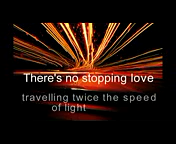 There's no stopping love
travelling twice the speed
of light